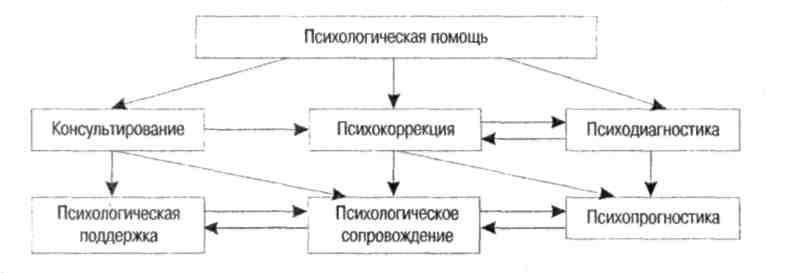 Психологическая помощь
Консультирование
Психокоррекция
Психодиагностика
Психологическая
поддержка
Психологическое
сопровождение
Психопрогностика